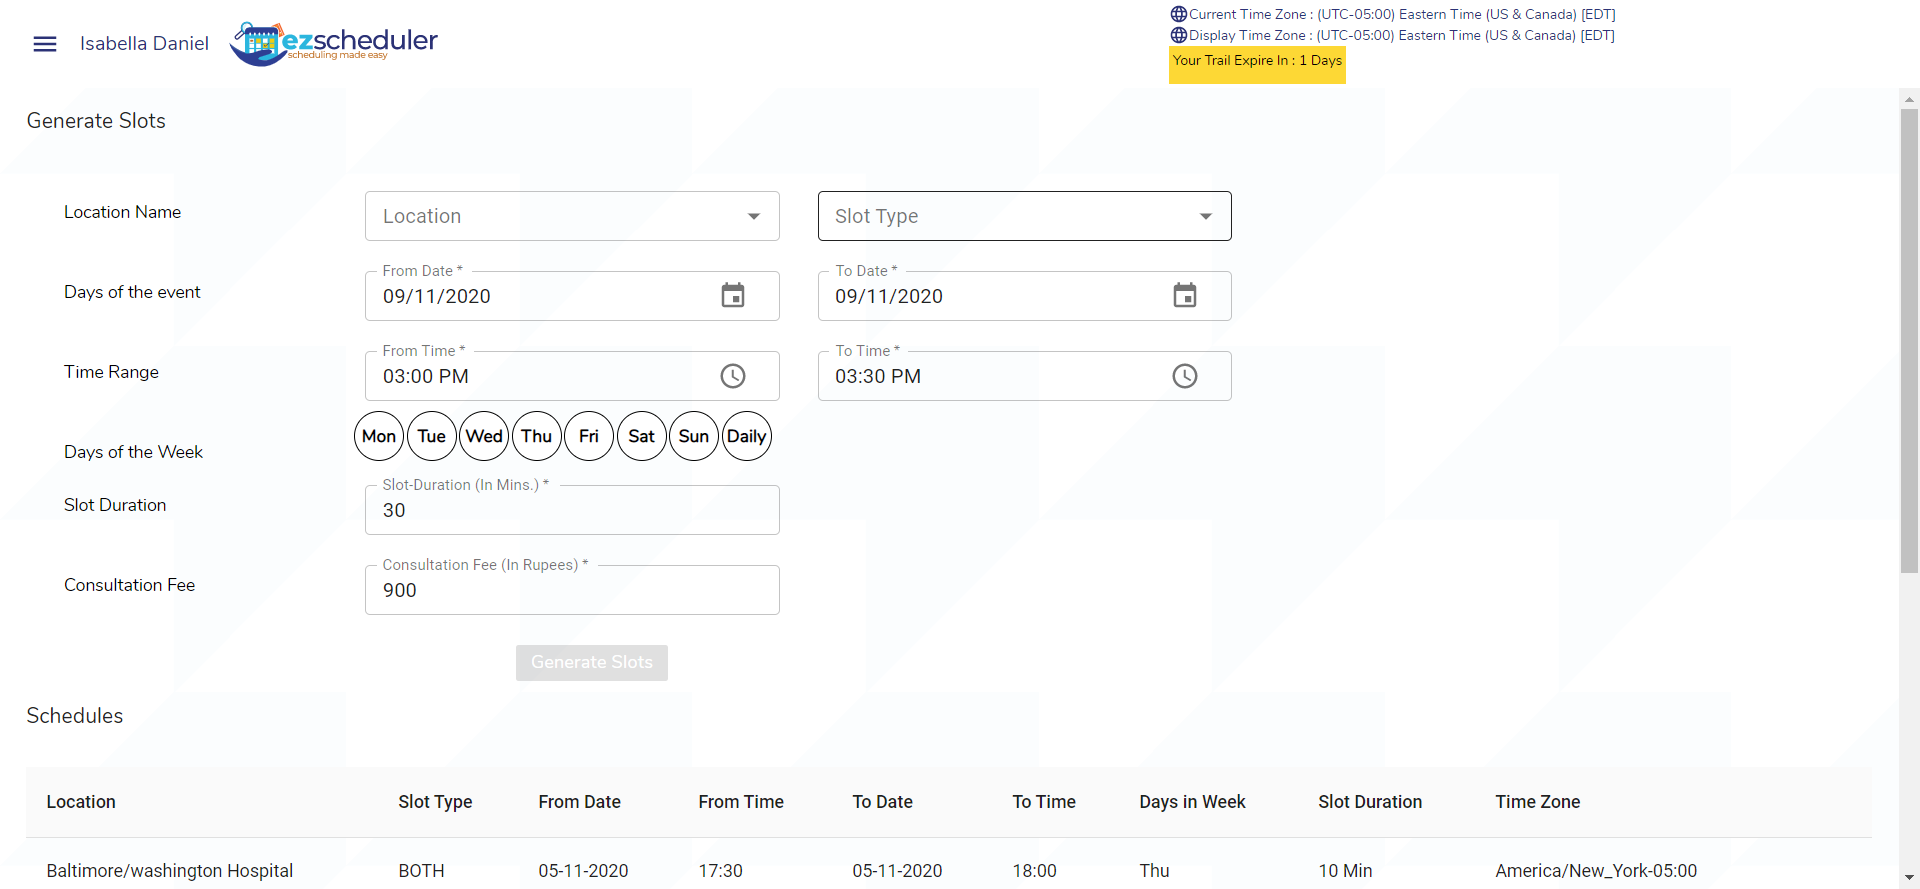 Isabella Daniel
ezscheduler
scheduling made easy
Current Time Zone : (UTC-05:00) Eastern Time (US & Canada) [EDT]
Display Time Zone : (UTC-05:00) Eastern Time (US & Canada) [EDT]
Your Trail Expire In : 1 Days
Generate Slots
Location Name
Location
Slot Type
Days of the event
From Date *
09/11/2020
To Date *
09/11/2020
Time Range
From Time *
03:00 PM
To Time *
03:30 PM
Days of the Week
Mon Tue Wed Thu Fri Sat Sun Daily
Slot Duration
Slot-Duration (In Mins.) *
30
Consultation Fee
Consultation Fee (In Rupees) *
900
Generate Slots
Schedules
Location Slot Type From Date From Time To Date To Time Days in Week Slot Duration Time Zone
Baltimore/washington Hospital BOTH 05-11-2020 17:30 05-11-2020 18:00 Thu 10 Min America/New_York-05:00